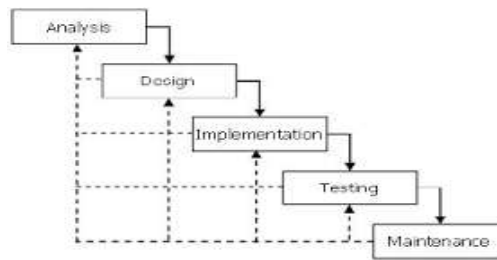 Analysis
Design
Implementation
Testing
Maintenance